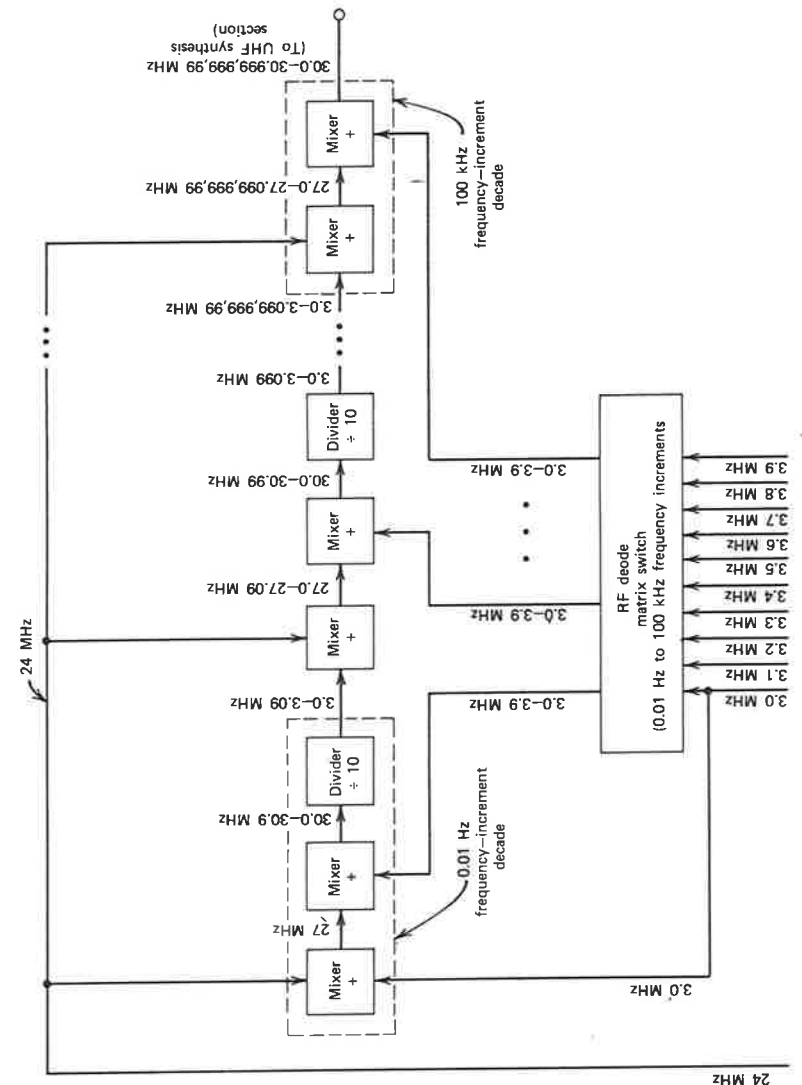 30.0–30.999,999,99 MHz
(To UHF synthesis
section)
Mixer
+
100 kHz
frequency–increment
decade
27.0–27.099,999,99 MHz
Mixer
+
3.0–3.099,999,99 MHz
3.0–3.099 MHz
Divider
÷ 10
30.0–30.99 MHz
Mixer
+
27.0–27.09 MHz
Mixer
+
24 MHz
3.0–3.09 MHz
Divider
÷ 10
30.0–30.9 MHz
Mixer
+
0.01 Hz
frequency–increment
decade
27 MHz
Mixer
+
3.0 MHz
24 MHz
3.0–3.9 MHz
3.0–3.9 MHz
3.0–3.9 MHz
RF deode
matrix switch
(0.01 Hz to 100 kHz frequency increments
3.9 MHz
3.8 MHz
3.7 MHz
3.6 MHz
3.5 MHz
3.4 MHz
3.3 MHz
3.2 MHz
3.1 MHz
3.0 MHz